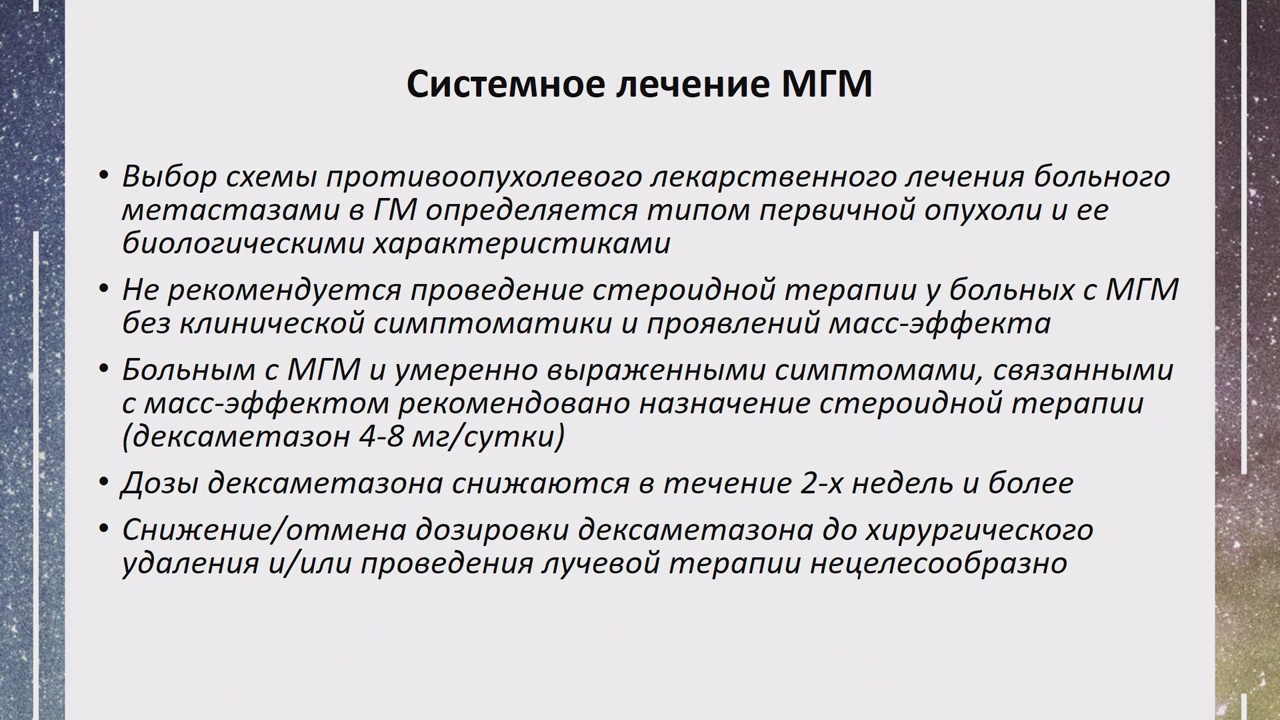 Системное лечение МГМ
• Выбор схемы противоопухолевого лекарственного лечения больного
метастазами в ГМ определяется типом первичной опухоли и ее
биологическими характеристиками
• Не рекомендуется проведение стероидной терапии у больных с МГМ
без клинической симптоматики и проявлений масс-эффекта
• Больным с МГМ и умеренно выраженными симптомами, связанными
с масс-эффектом рекомендовано назначение стероидной терапии
(дексаметазон 4-8 мг/сутки)
• Дозы дексаметазона снижаются в течение 2-х недель и более
• Снижение/отмена дозировки дексаметазона до хирургического
удаления и/или проведения лучевой терапии нецелесообразно